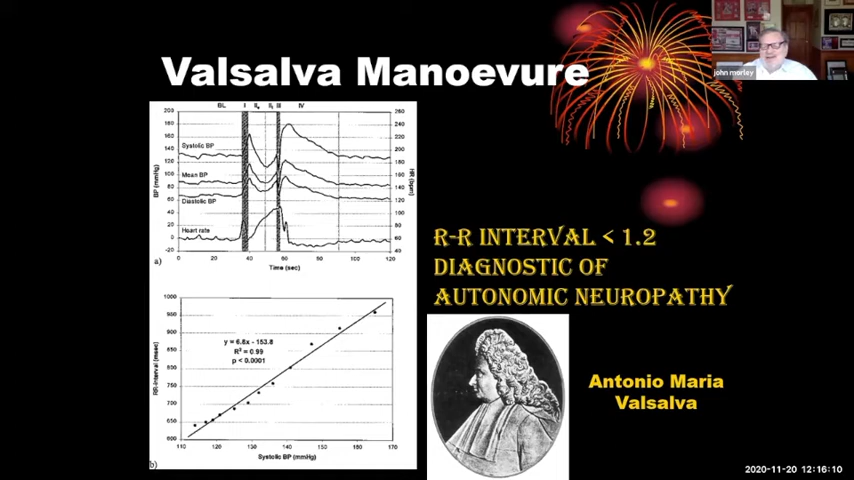 john morley
Valsalva Manoevure
BL I IIe IIl III IV
200 260
180 240
160 220
140 200
120 180
100 160
80 140
60 120
40 100
20 80
0 60
-20 40
BP (mmHg)
HR (bpm)
Systolic BP
Mean BP
Diastolic BP
Heart rate
0 20 40 60 80 100 120
a) Time (sec)
R-R INTERVAL < 1.2
DIAGNOSTIC OF
AUTONOMIC NEUROPATHY
1000
950
900
850
800
750
700
650
600
RR-Interval (msec)
y = 6.8x - 153.8
R² = 0.99
p < 0.0001
110 120 130 140 150 160 170
b) Systolic BP (mmHg)
Antonio Maria
Valsalva
2020-11-20 12:16:10